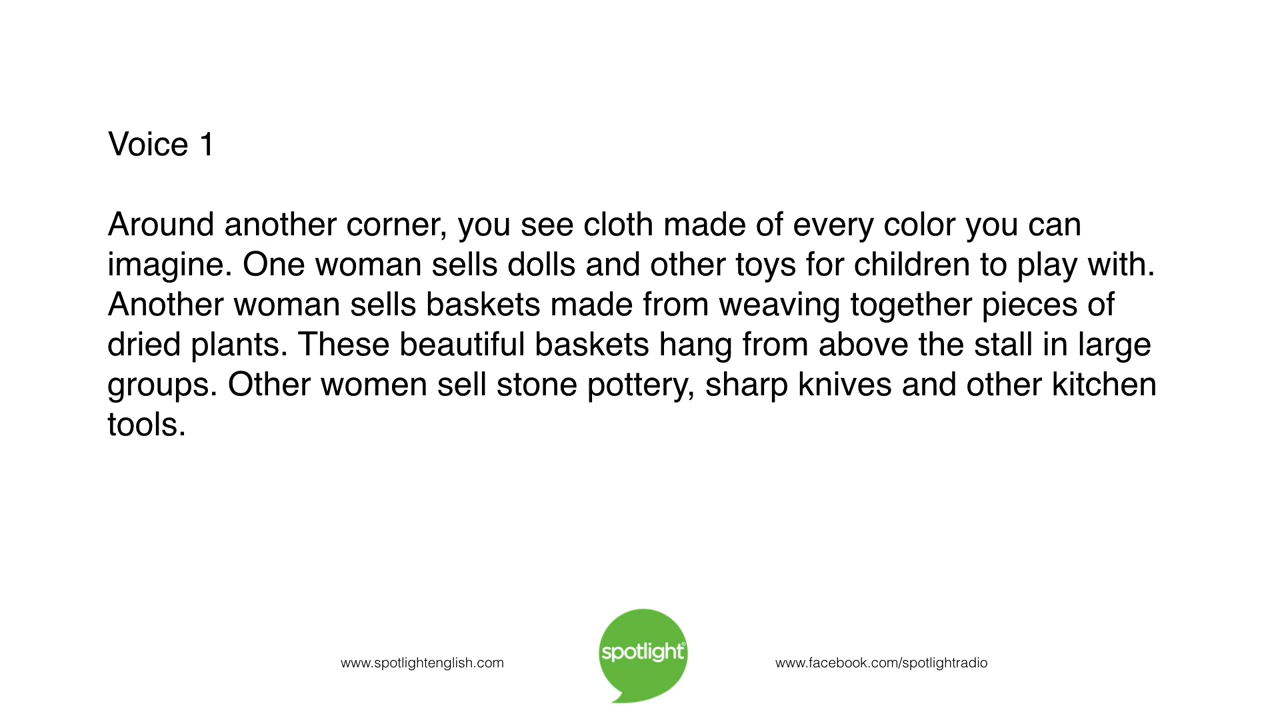 Voice 1
Around another corner, you see cloth made of every color you can
imagine. One woman sells dolls and other toys for children to play with.
Another woman sells baskets made from weaving together pieces of
dried plants. These beautiful baskets hang from above the stall in large
groups. Other women sell stone pottery, sharp knives and other kitchen
tools.
www.spotlightenglish.com
spotlight®
www.facebook.com/spotlightradio